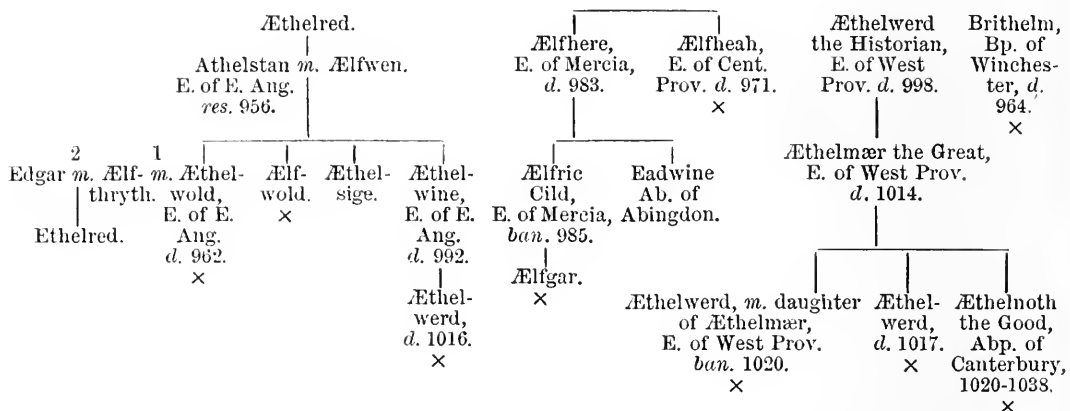 Æthelred.
Athelstan m. Ælfwen.
E. of E. Ang.
res. 956.
2 1
Edgar m. Ælf- m. Æthel-
thryth. wold,
E. of E.
Ang.
d. 962.
×
Ethelred.
Ælf-
wold.
×
Æthel-
sige.
Æthel-
wine,
E. of E.
Ang.
d. 992.
Æthel-
werd,
d. 1016.
×
Ælfhere,
E. of Mercia,
d. 983.
Ælfheah,
E. of Cent.
Prov. d. 971.
×
Ælfric
Cild,
E. of Mercia,
ban. 985.
Ælfgar.
×
Eadwine
Ab. of
Abingdon.
Æthelwerd
the Historian,
E. of West
Prov. d. 998.
Brithelm,
Bp. of
Winches-
ter, d.
964.
×
Æthelmær the Great,
E. of West Prov.
d. 1014.
Æthelwerd, m. daughter
of Æthelmær,
E. of West Prov.
ban. 1020.
×
Æthel-
werd,
d. 1017.
×
Æthelnoth
the Good,
Abp. of
Canterbury,
1020-1038.
×